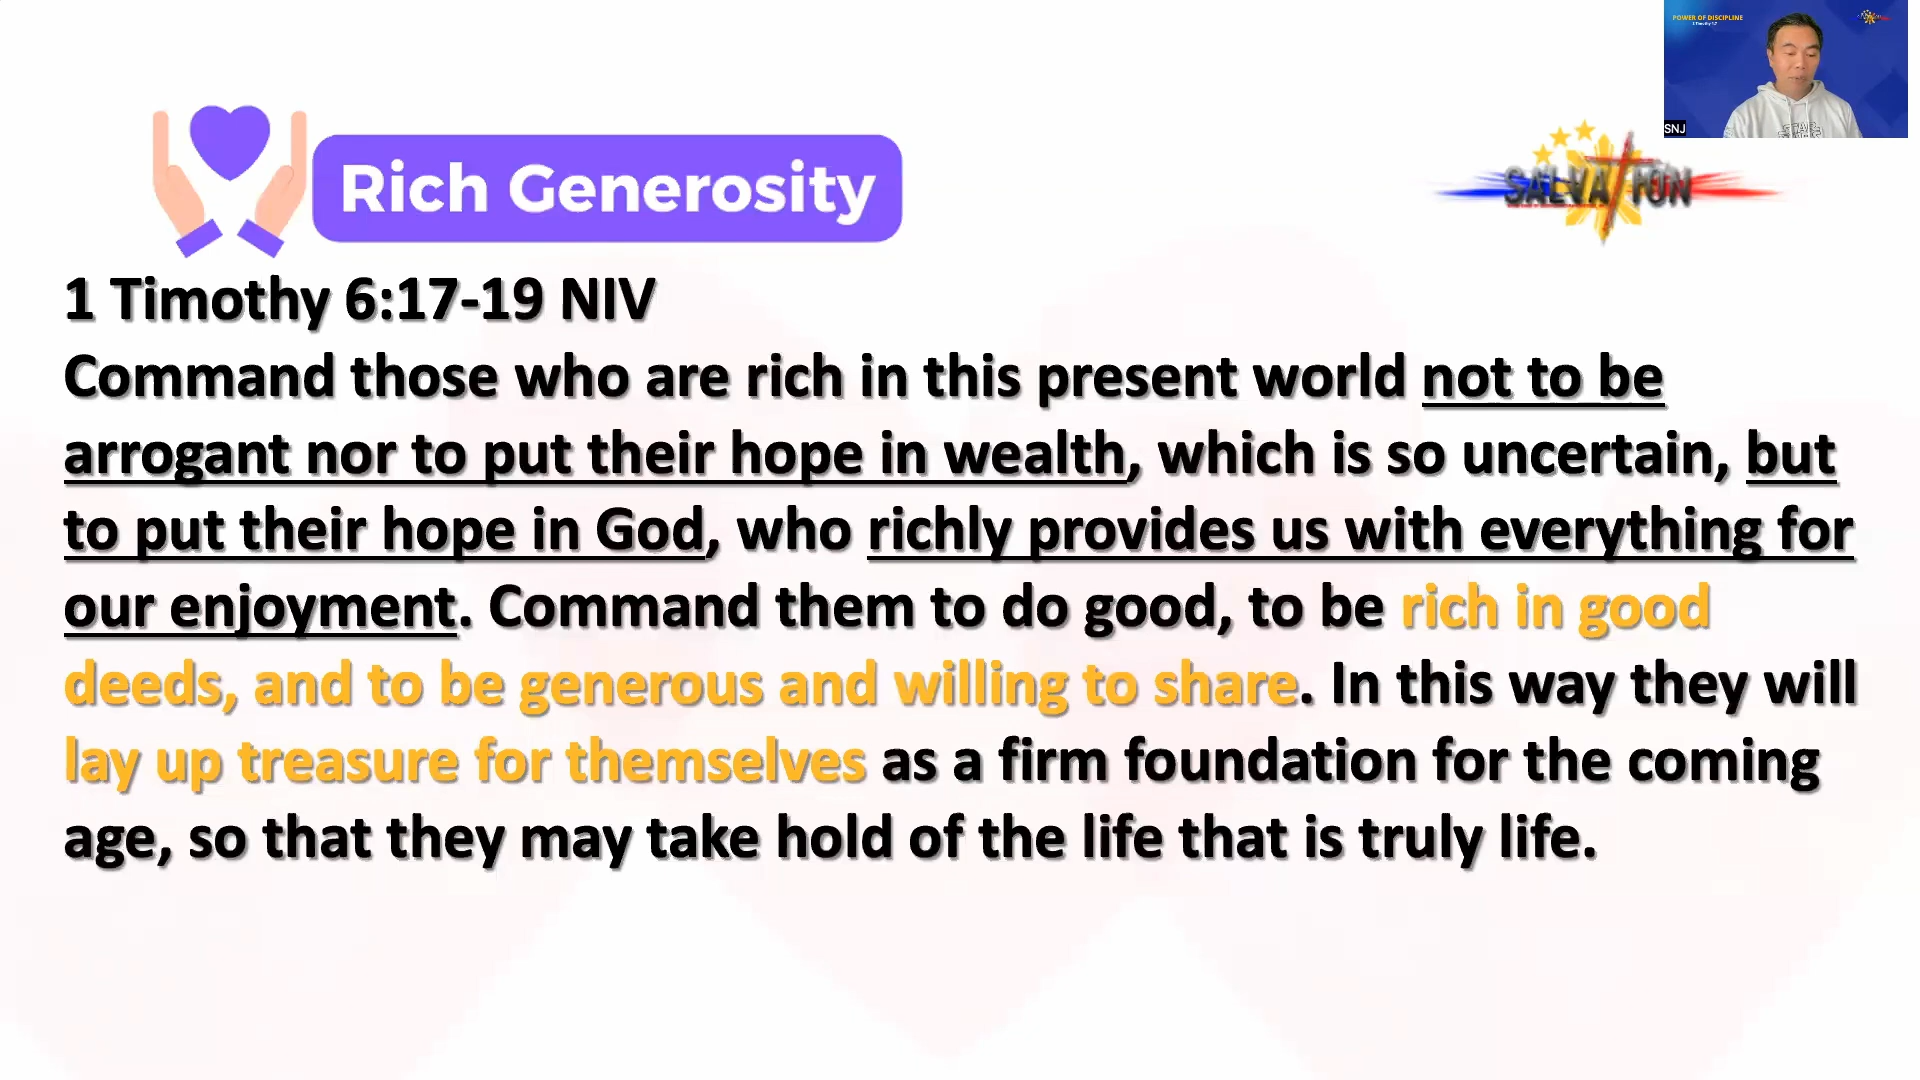 POWER OF DISCIPLINE
SNJ
Rich Generosity
SALVATION
1 Timothy 6:17-19 NIV
Command those who are rich in this present world not to be
arrogant nor to put their hope in wealth, which is so uncertain, but
to put their hope in God, who richly provides us with everything for
our enjoyment. Command them to do good, to be rich in good
deeds, and to be generous and willing to share. In this way they will
lay up treasure for themselves as a firm foundation for the coming
age, so that they may take hold of the life that is truly life.